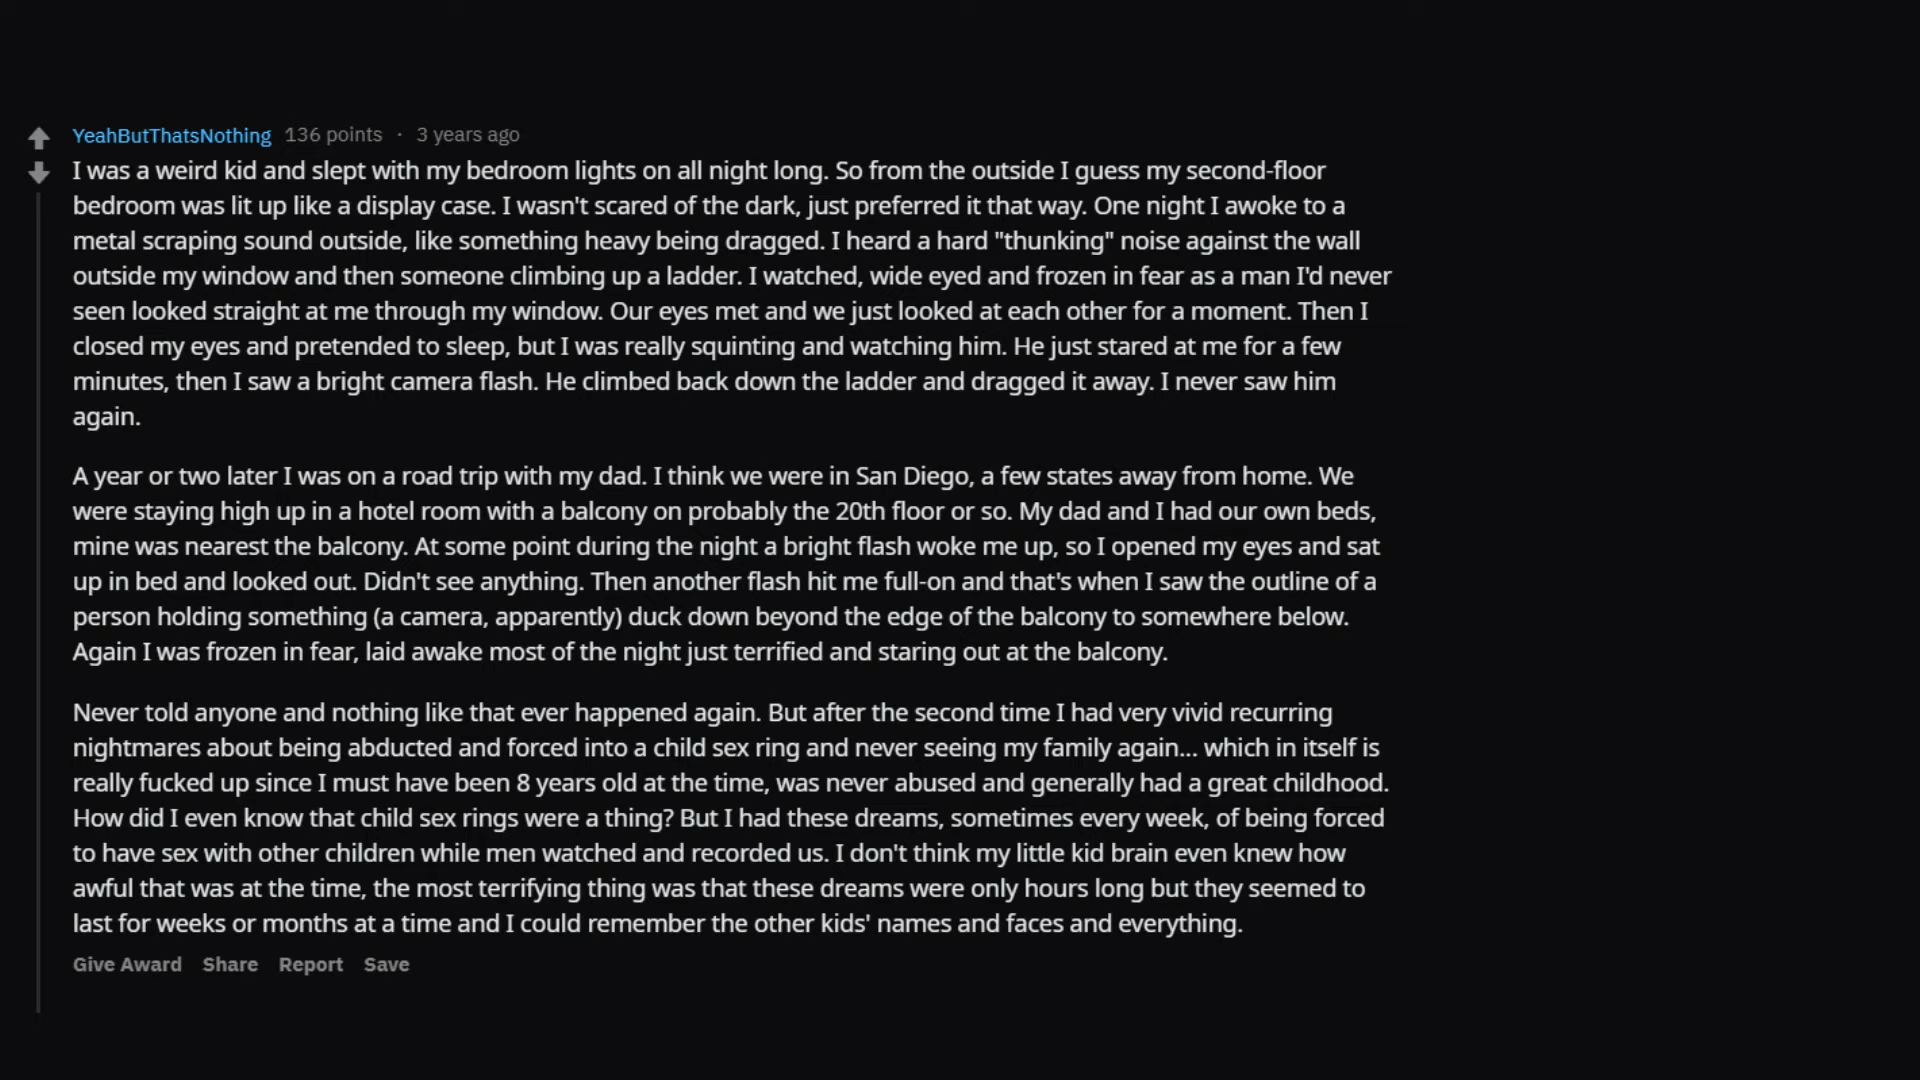 YeahButThatsNothing 136 points · 3 years ago
I was a weird kid and slept with my bedroom lights on all night long. So from the outside I guess my second-floor
bedroom was lit up like a display case. I wasn't scared of the dark, just preferred it that way. One night I awoke to a
metal scraping sound outside, like something heavy being dragged. I heard a hard "thunking" noise against the wall
outside my window and then someone climbing up a ladder. I watched, wide eyed and frozen in fear as a man I'd never
seen looked straight at me through my window. Our eyes met and we just looked at each other for a moment. Then I
closed my eyes and pretended to sleep, but I was really squinting and watching him. He just stared at me for a few
minutes, then I saw a bright camera flash. He climbed back down the ladder and dragged it away. I never saw him
again.
A year or two later I was on a road trip with my dad. I think we were in San Diego, a few states away from home. We
were staying high up in a hotel room with a balcony on probably the 20th floor or so. My dad and I had our own beds,
mine was nearest the balcony. At some point during the night a bright flash woke me up, so I opened my eyes and sat
up in bed and looked out. Didn't see anything. Then another flash hit me full-on and that's when I saw the outline of a
person holding something (a camera, apparently) duck down beyond the edge of the balcony to somewhere below.
Again I was frozen in fear, laid awake most of the night just terrified and staring out at the balcony.
Never told anyone and nothing like that ever happened again. But after the second time I had very vivid recurring
nightmares about being abducted and forced into a child sex ring and never seeing my family again... which in itself is
really fucked up since I must have been 8 years old at the time, was never abused and generally had a great childhood.
How did I even know that child sex rings were a thing? But I had these dreams, sometimes every week, of being forced
to have sex with other children while men watched and recorded us. I don't think my little kid brain even knew how
awful that was at the time, the most terrifying thing was that these dreams were only hours long but they seemed to
last for weeks or months at a time and I could remember the other kids' names and faces and everything.
Give Award Share Report Save